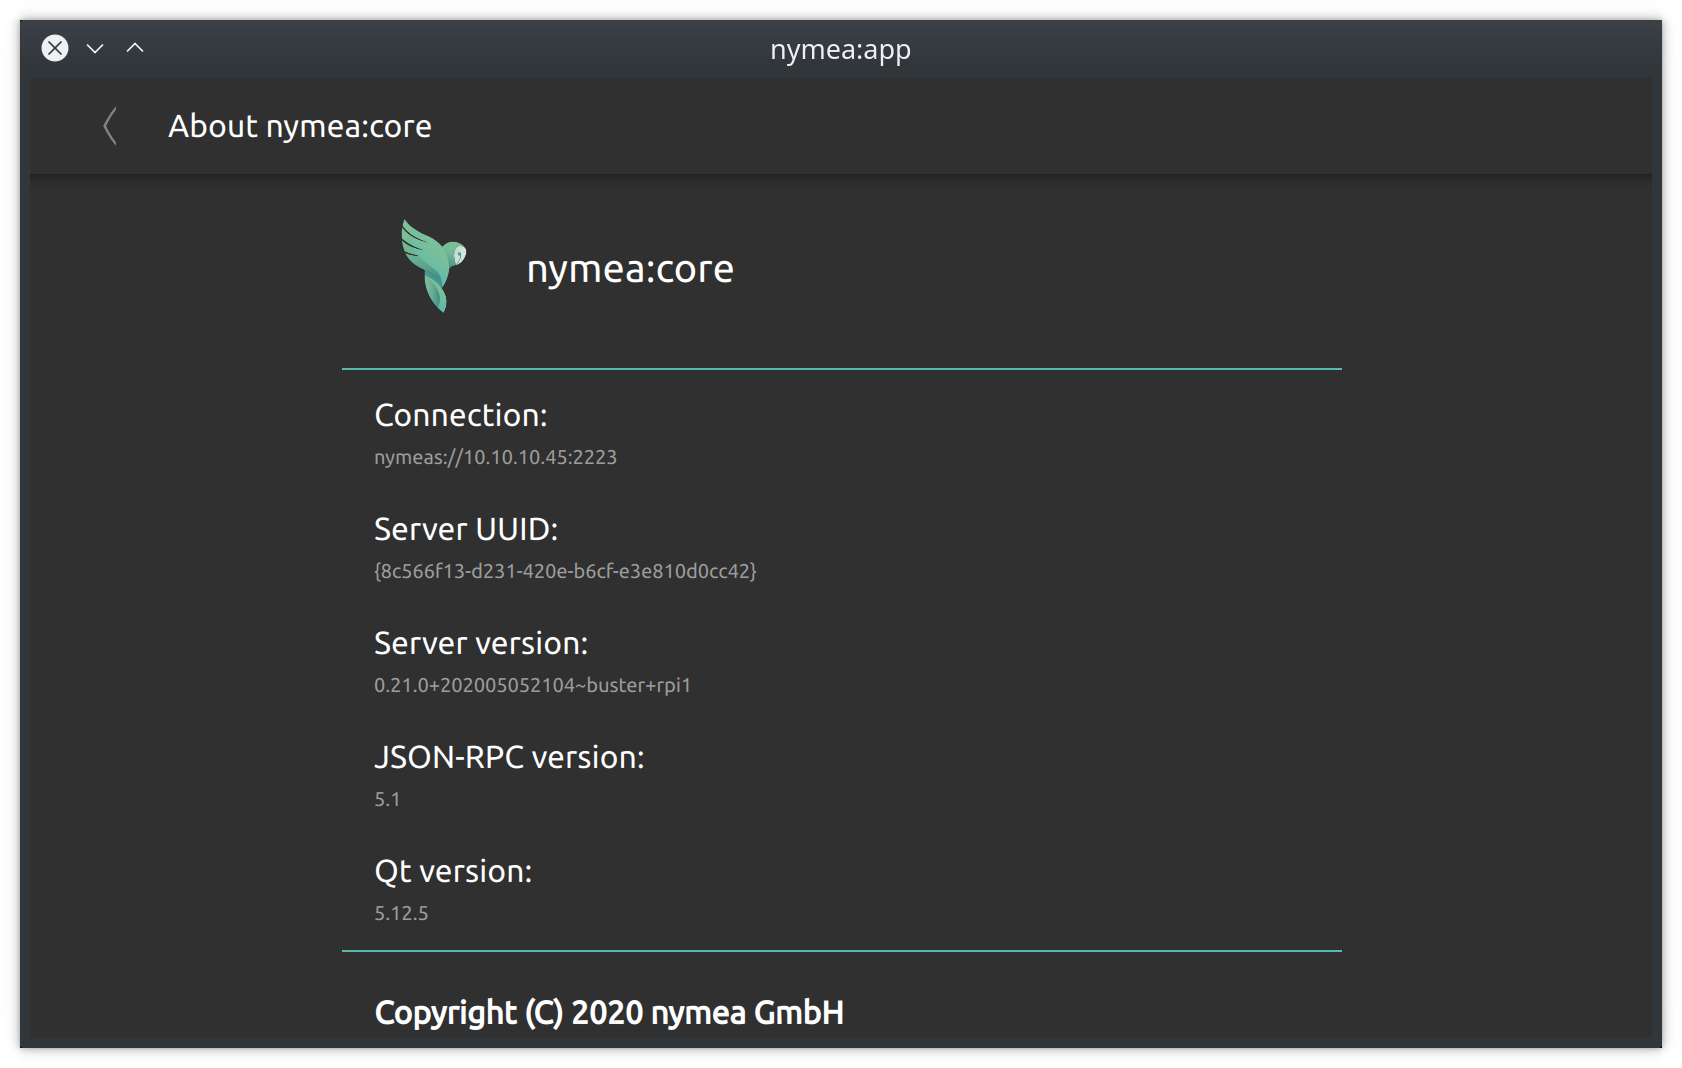 nymea:app
About nymea:core
nymea:core
Connection:
nymeas://10.10.10.45:2223
Server UUID:
{8c566f13-d231-420e-b6cf-e3e810d0cc42}
Server version:
0.21.0+202005052104~buster+rpi1
JSON-RPC version:
5.1
Qt version:
5.12.5
Copyright (C) 2020 nymea GmbH